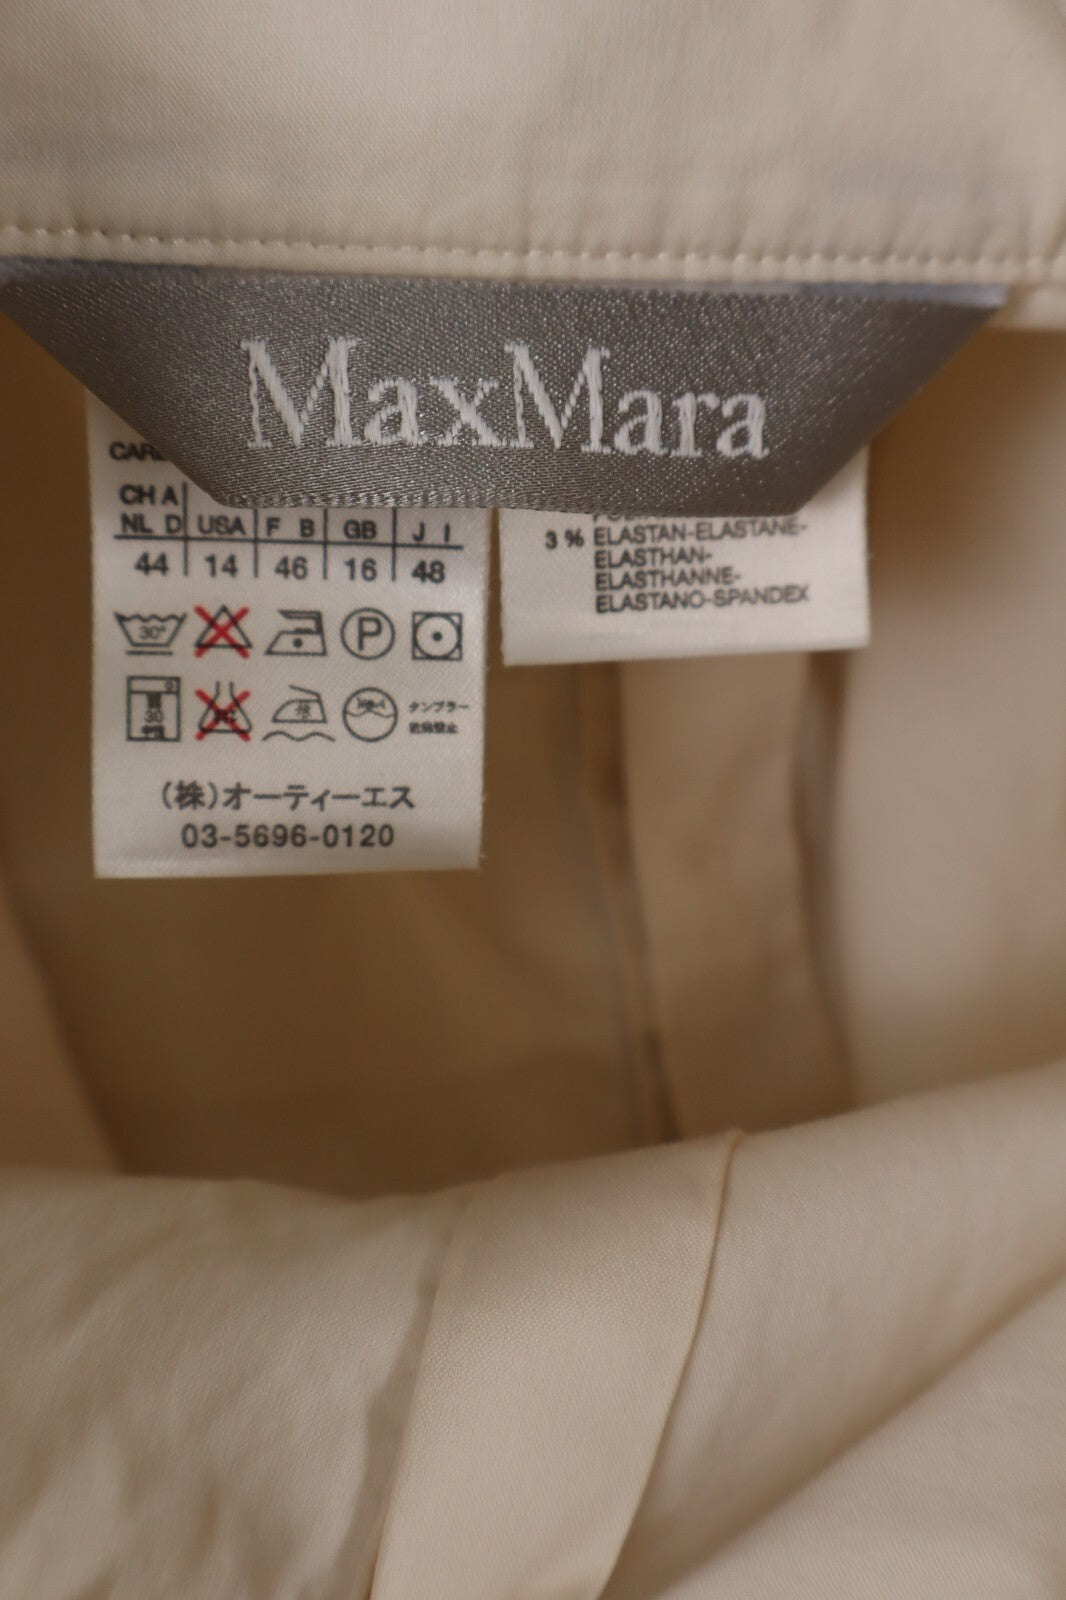 MaxMara
CH A
NL D USA F B GB J I
44 14 46 16 48
30°
P
30
(株)オーティーエス
03-5696-0120
タンブラー
乾燥禁止
3 % ELASTAN-ELASTANE-
ELASTHAN-
ELASTHANNE-
ELASTANO-SPANDEX